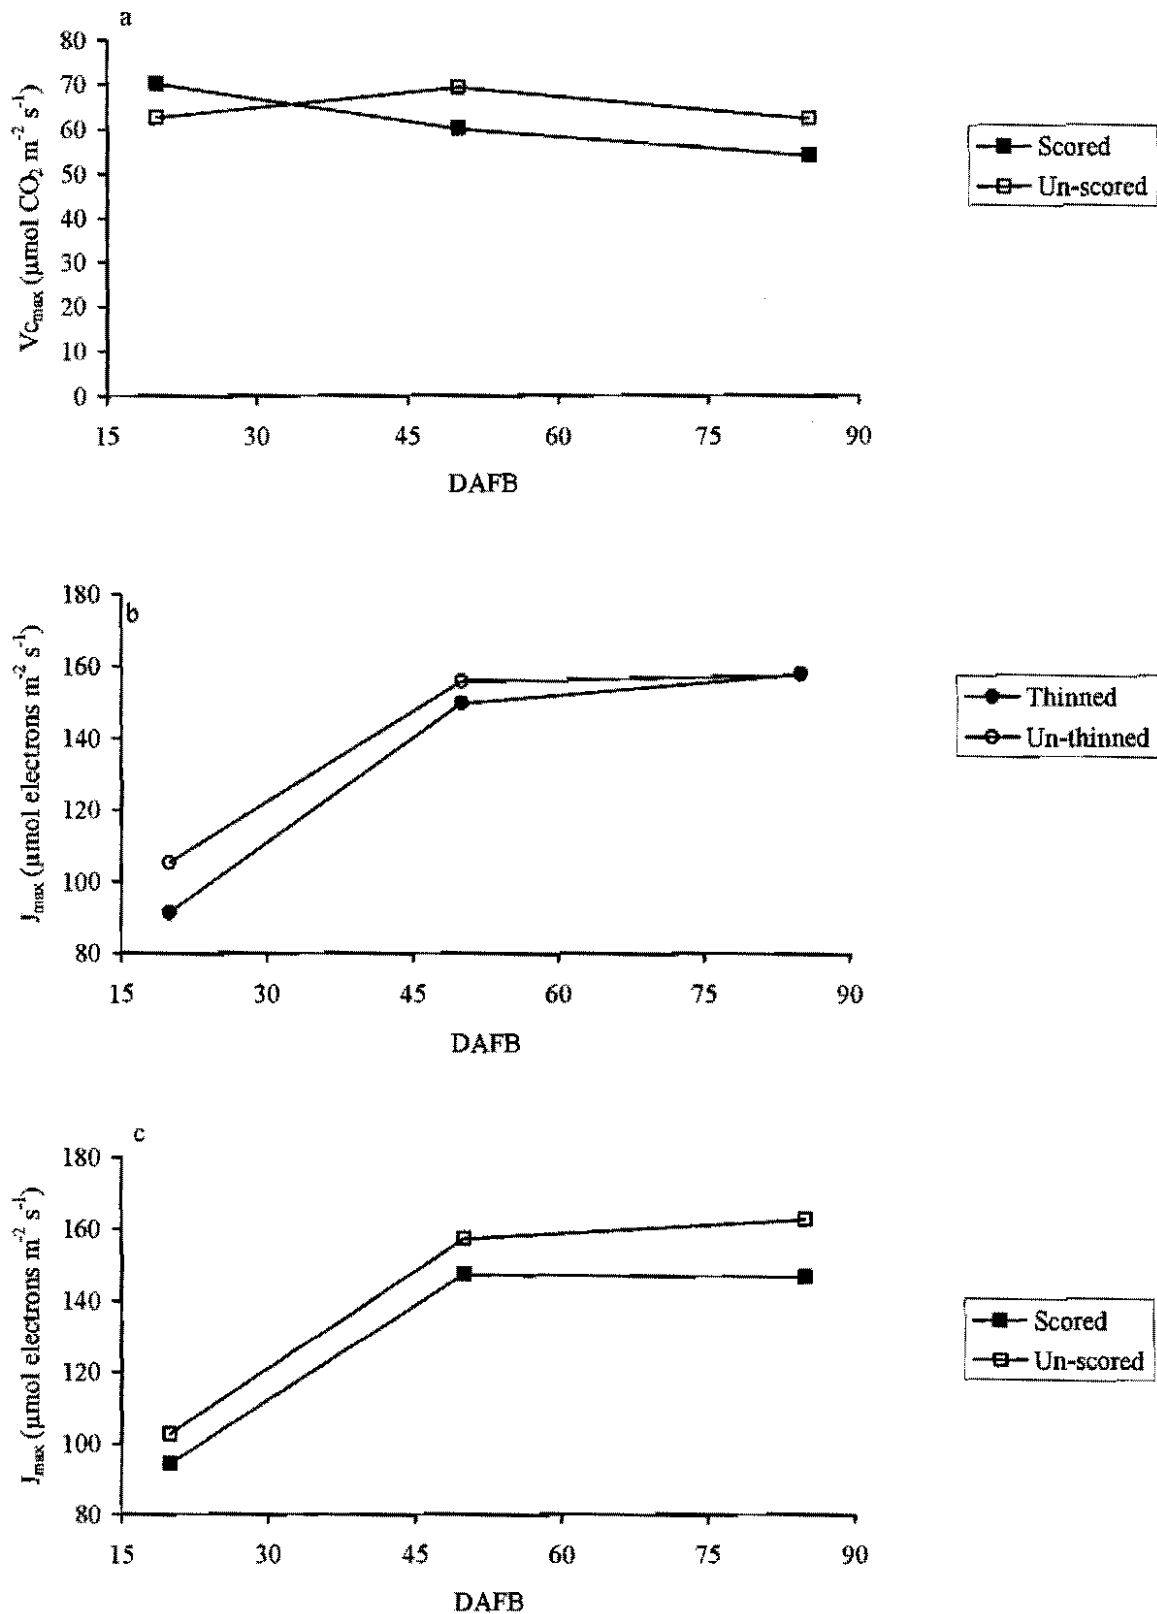 a
80
70
60
50
40
30
20
10
0
Vc_max (µmol CO₂ m⁻² s⁻¹)
15 30 45 60 75 90
DAFB
Scored
Un-scored
b
180
160
140
120
100
80
J_max (µmol electrons m⁻² s⁻¹)
15 30 45 60 75 90
DAFB
Thinned
Un-thinned
c
180
160
140
120
100
80
J_max (µmol electrons m⁻² s⁻¹)
15 30 45 60 75 90
DAFB
Scored
Un-scored